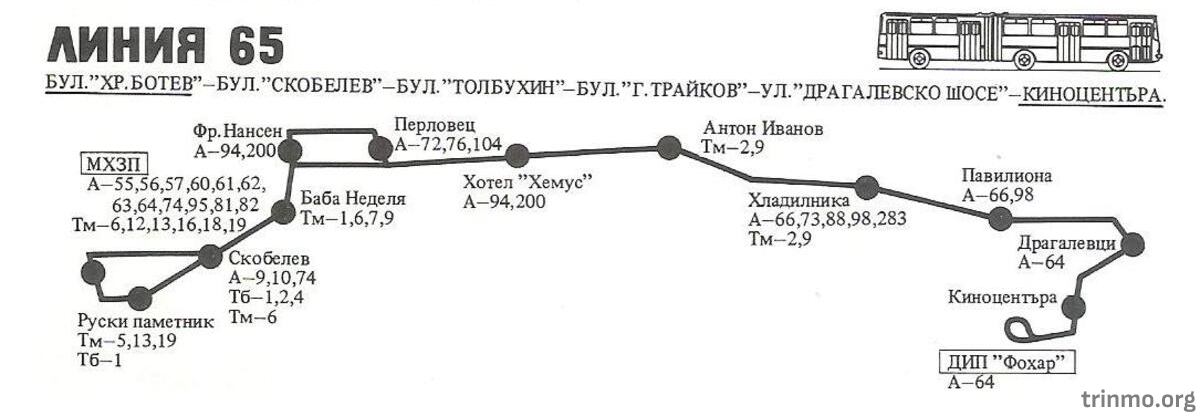 ЛИНИЯ 65
БУЛ."ХР.БОТЕВ"–БУЛ."СКОБЕЛЕВ"–БУЛ."ТОЛБУХИН"–БУЛ."Г.ТРАЙКОВ"–УЛ."ДРАГАЛЕВСКО ШОСЕ"–КИНОЦЕНТЪРА.
Фр.Нансен
А–94,200
Перловец
А–72,76,104
Антон Иванов
Тм–2,9
МХЗП
А–55,56,57,60,61,62,
63,64,74,95,81,82
Тм–6,12,13,16,18,19
Баба Неделя
Тм–1,6,7,9
Хотел "Хемус"
А–94,200
Хладилника
А–66,73,88,98,283
Тм–2,9
Павилиона
А–66,98
Драгалевци
А–64
Скобелев
А–9,10,74
Тб–1,2,4
Тм–6
Руски паметник
Тм–5,13,19
Тб–1
Киноцентъра
ДИП "Фохар"
А–64
trinmo.org